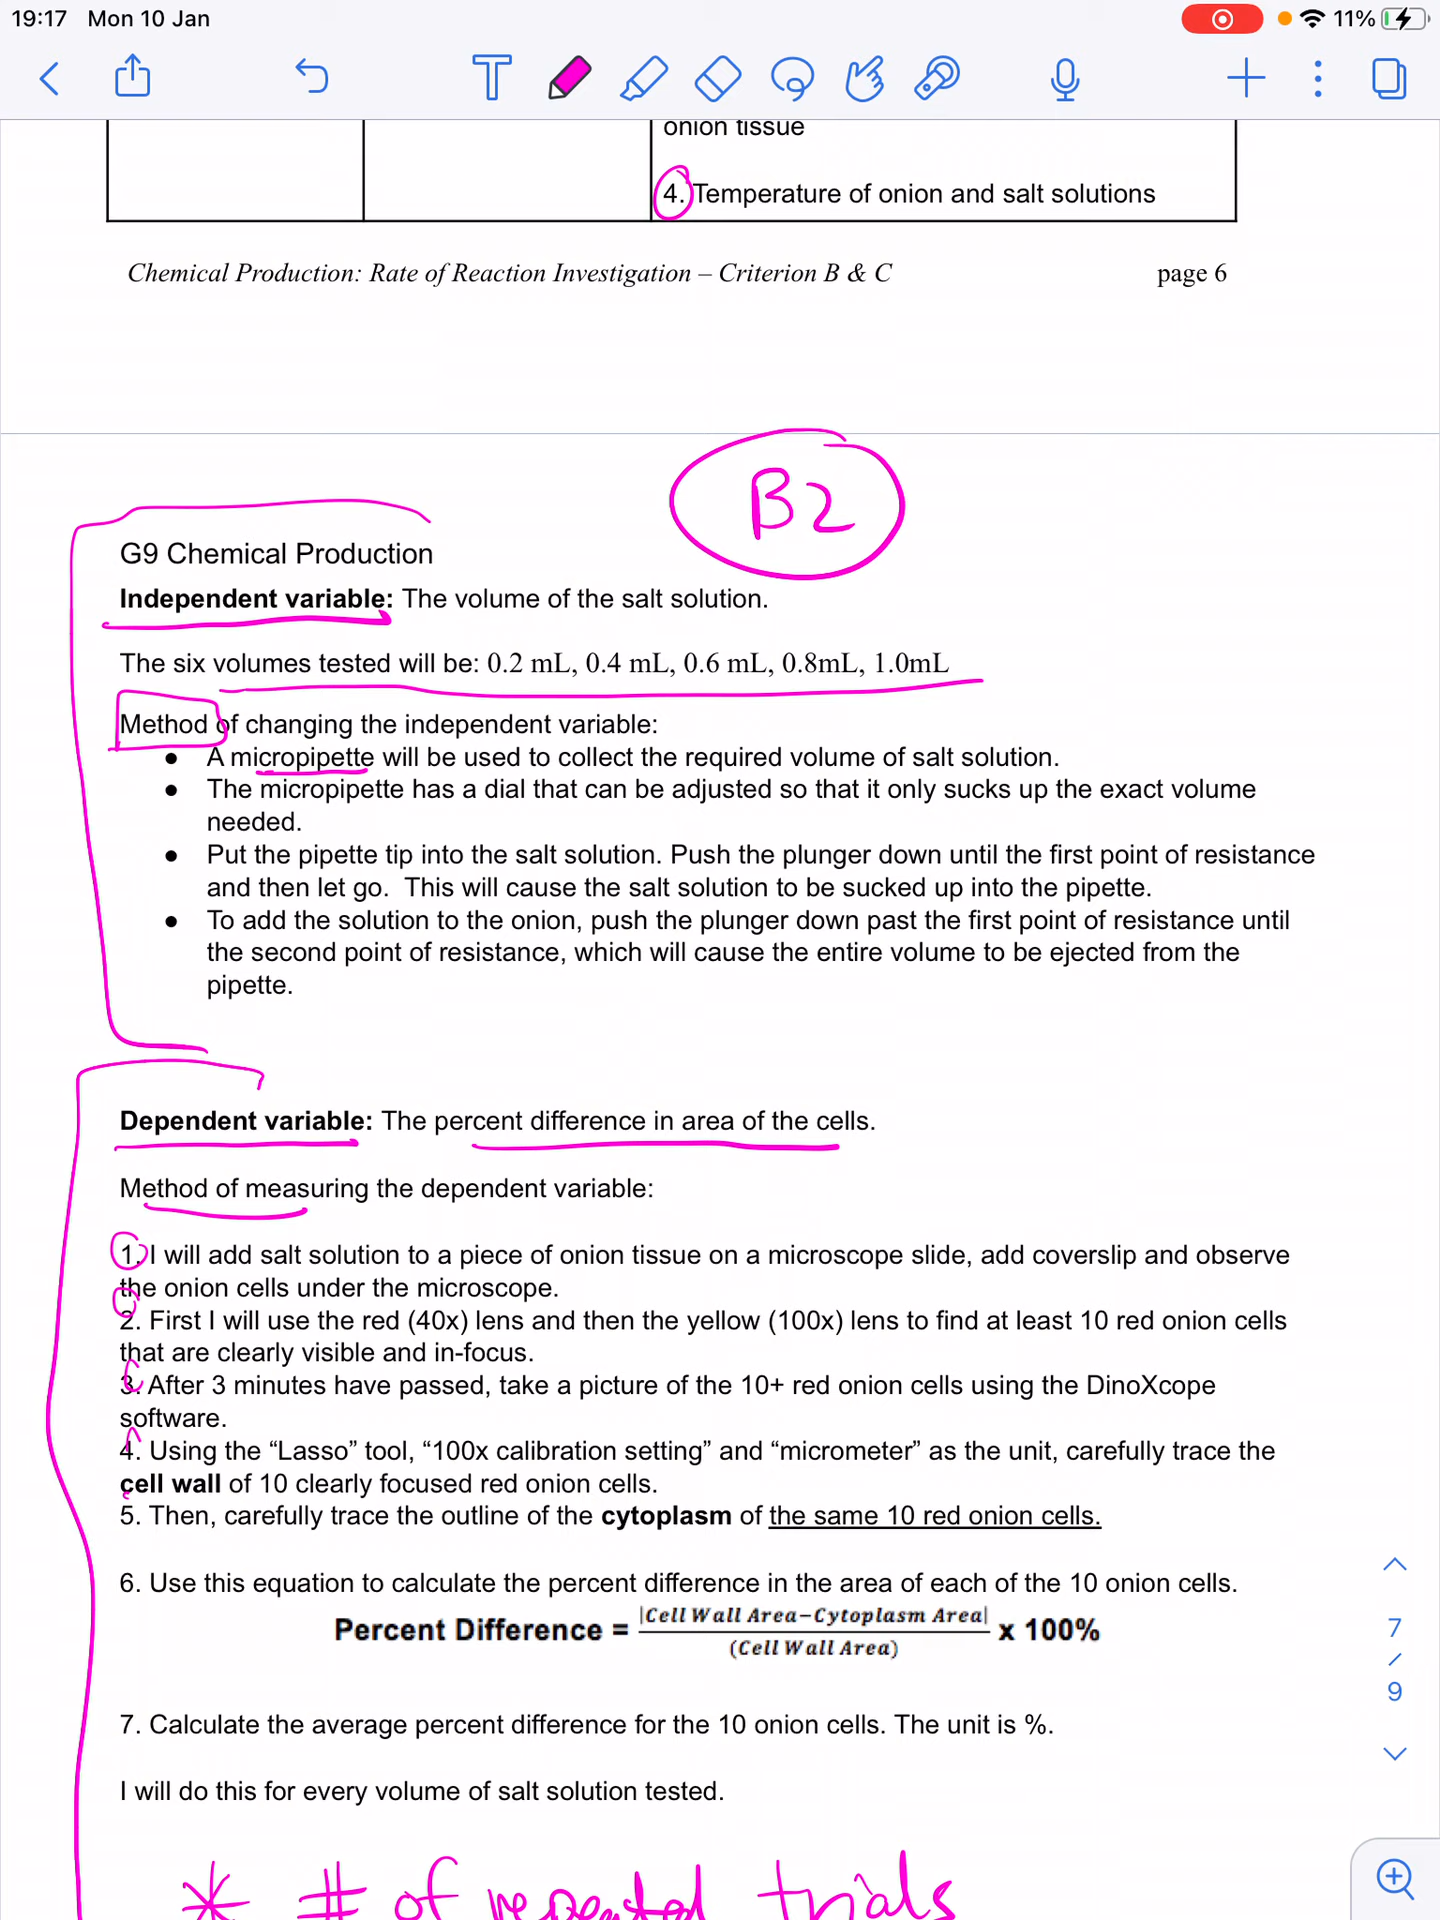 19:17 Mon 10 Jan
11%
onion tissue
4. Temperature of onion and salt solutions
Chemical Production: Rate of Reaction Investigation – Criterion B & C page 6
B2
G9 Chemical Production
Independent variable: The volume of the salt solution.
The six volumes tested will be: 0.2 mL, 0.4 mL, 0.6 mL, 0.8mL, 1.0mL
Method of changing the independent variable:
● A micropipette will be used to collect the required volume of salt solution.
● The micropipette has a dial that can be adjusted so that it only sucks up the exact volume
needed.
● Put the pipette tip into the salt solution. Push the plunger down until the first point of resistance
and then let go. This will cause the salt solution to be sucked up into the pipette.
● To add the solution to the onion, push the plunger down past the first point of resistance until
the second point of resistance, which will cause the entire volume to be ejected from the
pipette.
Dependent variable: The percent difference in area of the cells.
Method of measuring the dependent variable:
1. I will add salt solution to a piece of onion tissue on a microscope slide, add coverslip and observe
the onion cells under the microscope.
2. First I will use the red (40x) lens and then the yellow (100x) lens to find at least 10 red onion cells
that are clearly visible and in-focus.
3. After 3 minutes have passed, take a picture of the 10+ red onion cells using the DinoXcope
software.
4. Using the “Lasso” tool, “100x calibration setting” and “micrometer” as the unit, carefully trace the
cell wall of 10 clearly focused red onion cells.
5. Then, carefully trace the outline of the cytoplasm of the same 10 red onion cells.
6. Use this equation to calculate the percent difference in the area of each of the 10 onion cells.
Percent Difference = |Cell Wall Area−Cytoplasm Area| / (Cell Wall Area) x 100%
7. Calculate the average percent difference for the 10 onion cells. The unit is %.
I will do this for every volume of salt solution tested.
* # of repeated trials
7 / 9